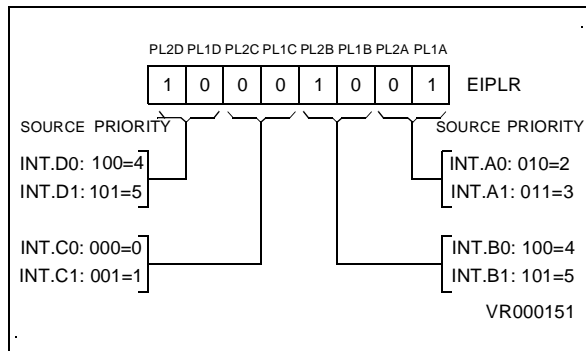 PL2D PL1D PL2C PL1C PL2B PL1B PL2A PL1A
1 0 0 0 1 0 0 1 EIPLR
SOURCE PRIORITY SOURCE PRIORITY
INT.D0: 100=4 INT.A0: 010=2
INT.D1: 101=5 INT.A1: 011=3
INT.C0: 000=0 INT.B0: 100=4
INT.C1: 001=1 INT.B1: 101=5
VR000151